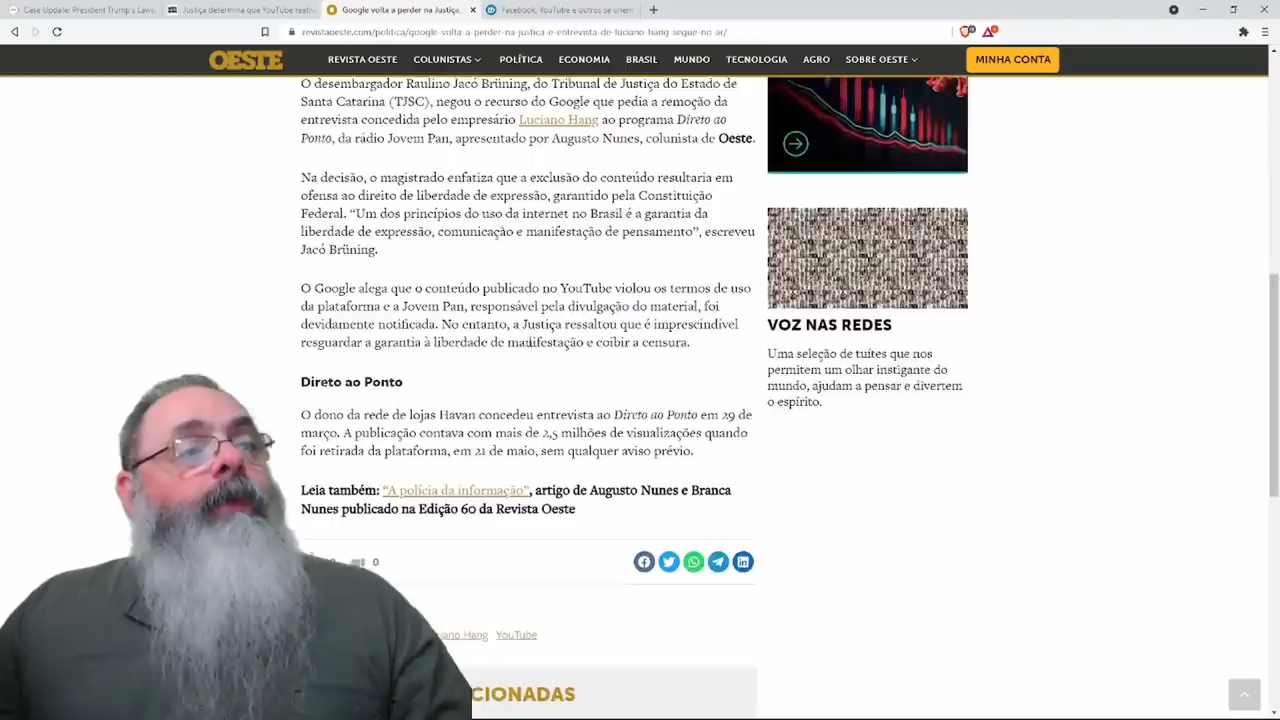 Case Update: President Trump's Laws
Justiça determina que YouTube reati
Google volta a perder na Justiça,
Facebook, YouTube e outros se unem
revistaoeste.com/politica/google-volta-a-perder-na-justica-e-entrevista-de-luciano-hang-segue-no-ar/
OESTE
REVISTA OESTE COLUNISTAS POLÍTICA ECONOMIA BRASIL MUNDO TECNOLOGIA AGRO SOBRE OESTE MINHA CONTA
O desembargador Raulino Jacó Brüning, do Tribunal de Justiça do Estado de
Santa Catarina (TJSC), negou o recurso do Google que pedia a remoção da
entrevista concedida pelo empresário Luciano Hang ao programa Direto ao
Ponto, da rádio Jovem Pan, apresentado por Augusto Nunes, colunista de Oeste.
Na decisão, o magistrado enfatiza que a exclusão do conteúdo resultaria em
ofensa ao direito de liberdade de expressão, garantido pela Constituição
Federal. “Um dos princípios do uso da internet no Brasil é a garantia da
liberdade de expressão, comunicação e manifestação de pensamento”, escreveu
Jacó Brüning.
O Google alega que o conteúdo publicado no YouTube violou os termos de uso
da plataforma e a Jovem Pan, responsável pela divulgação do material, foi
devidamente notificada. No entanto, a Justiça ressaltou que é imprescindível
resguardar a garantia à liberdade de manifestação e coibir a censura.
Direto ao Ponto
O dono da rede de lojas Havan concedeu entrevista ao Direto ao Ponto em 29 de
março. A publicação contava com mais de 2,5 milhões de visualizações quando
foi retirada da plataforma, em 21 de maio, sem qualquer aviso prévio.
Leia também: “A polícia da informação”, artigo de Augusto Nunes e Branca
Nunes publicado na Edição 60 da Revista Oeste
0
iano Hang YouTube
CIONADAS
VOZ NAS REDES
Uma seleção de tuítes que nos
permitem um olhar instigante do
mundo, ajudam a pensar e divertem
o espírito.